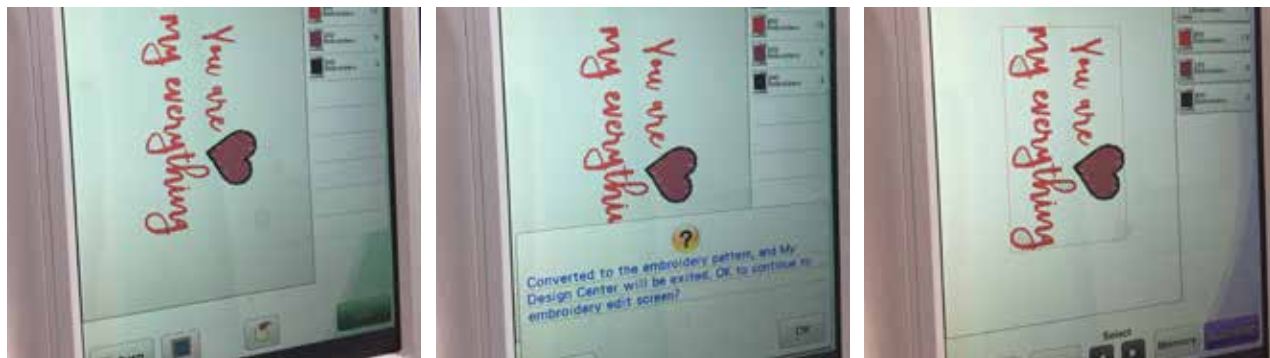 You are
my everything
You are
my everythin
?
Converted to the embroidery pattern, and My
Design Center will be exited. OK to continue to
embroidery edit screen?
OK
You are
my everything
Select
Memory